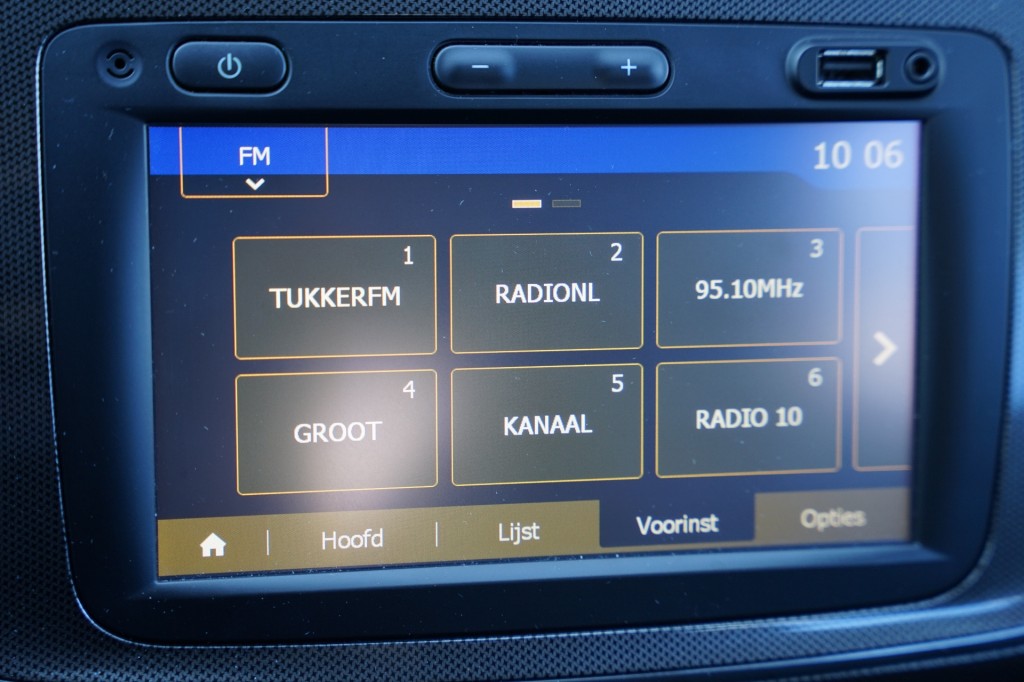 FM
10 06
1
TUKKERFM
2
RADIONL
3
95.10MHz
4
GROOT
5
KANAAL
6
RADIO 10
Hoofd
Lijst
Voorinst
Opties